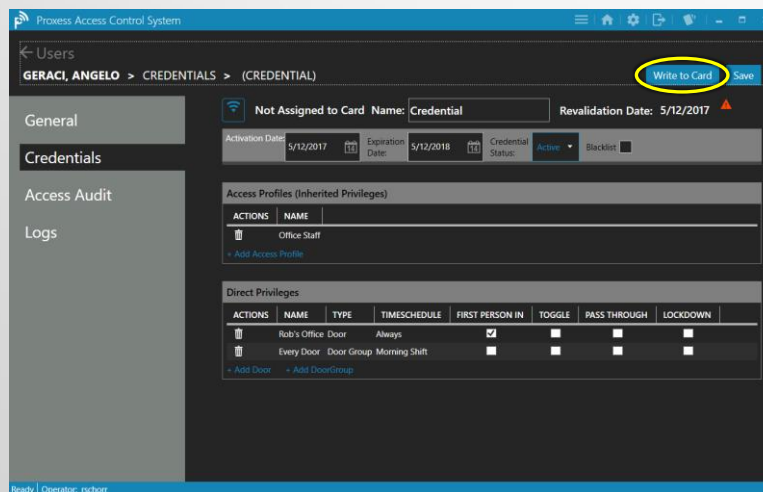 Proxess Access Control System
Users
GERACI, ANGELO > CREDENTIALS > (CREDENTIAL)
Write to Card
Save
General
Credentials
Access Audit
Logs
Not Assigned to Card Name: Credential Revalidation Date: 5/12/2017
Activation Date: 5/12/2017 14 Expiration Date: 5/12/2018 14 Credential Status: Active Blacklist
Access Profiles (Inherited Privileges)
ACTIONS NAME
Office Staff
+ Add Access Profile
Direct Privileges
ACTIONS NAME TYPE TIMESCHEDULE FIRST PERSON IN TOGGLE PASS THROUGH LOCKDOWN
Rob's Office Door Always
Every Door Door Group Morning Shift
+ Add Door + Add DoorGroup
Ready Operator: rschorr